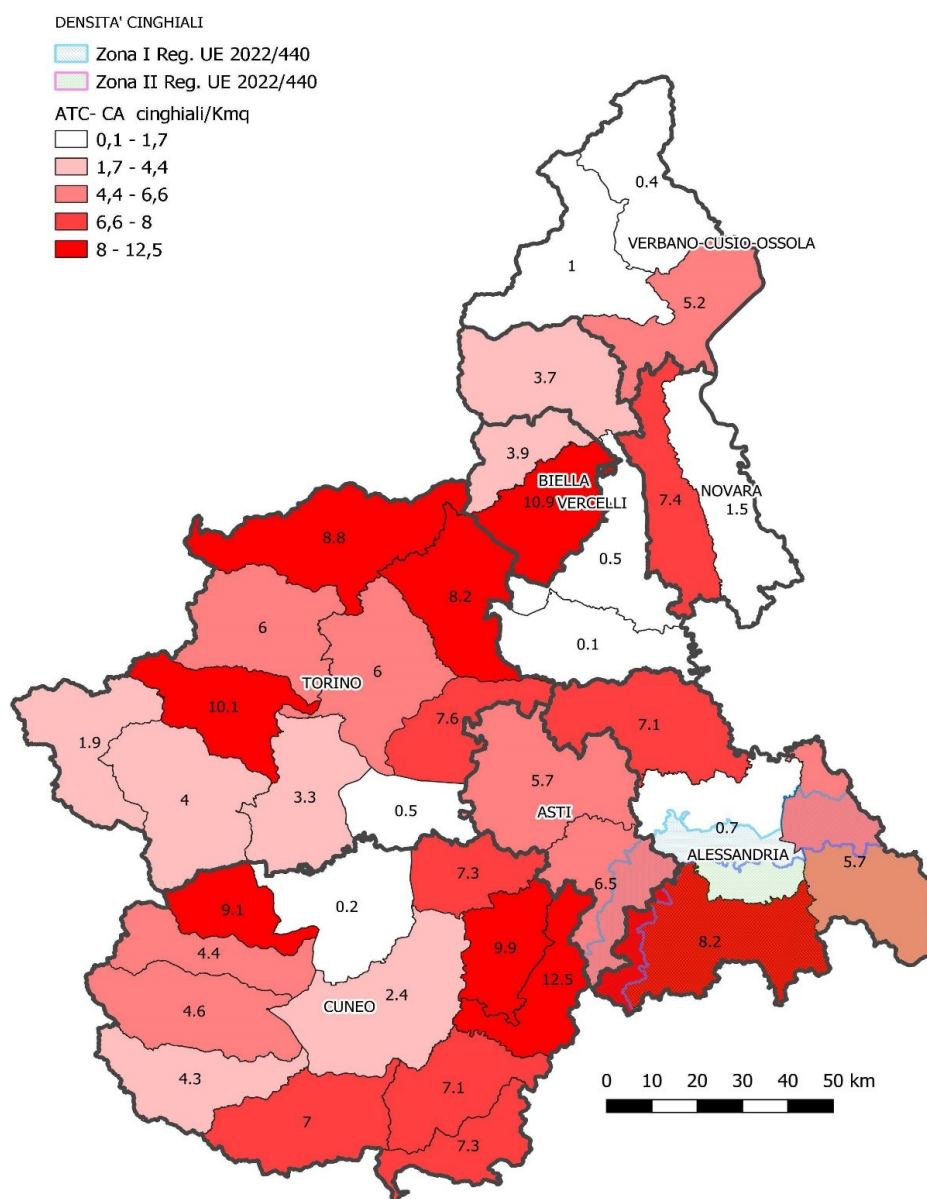 DENSITA' CINGHIALI
Zona I Reg. UE 2022/440
Zona II Reg. UE 2022/440
ATC- CA cinghiali/Kmq
0,1 - 1,7
1,7 - 4,4
4,4 - 6,6
6,6 - 8
8 - 12,5
0.4
VERBANO-CUSIO-OSSOLA
1
5.2
3.7
3.9
BIELLA
10.9
VERCELLI
7.4
NOVARA
1.5
8.8
0.5
8.2
6
0.1
TORINO
6
10.1
7.6
7.1
1.9
5.7
4
3.3
0.5
ASTI
0.7
ALESSANDRIA
5.7
7.3
6.5
9.1
0.2
8.2
4.4
9.9
12.5
2.4
CUNEO
4.6
4.3
7.1
7
7.3
0 10 20 30 40 50 km